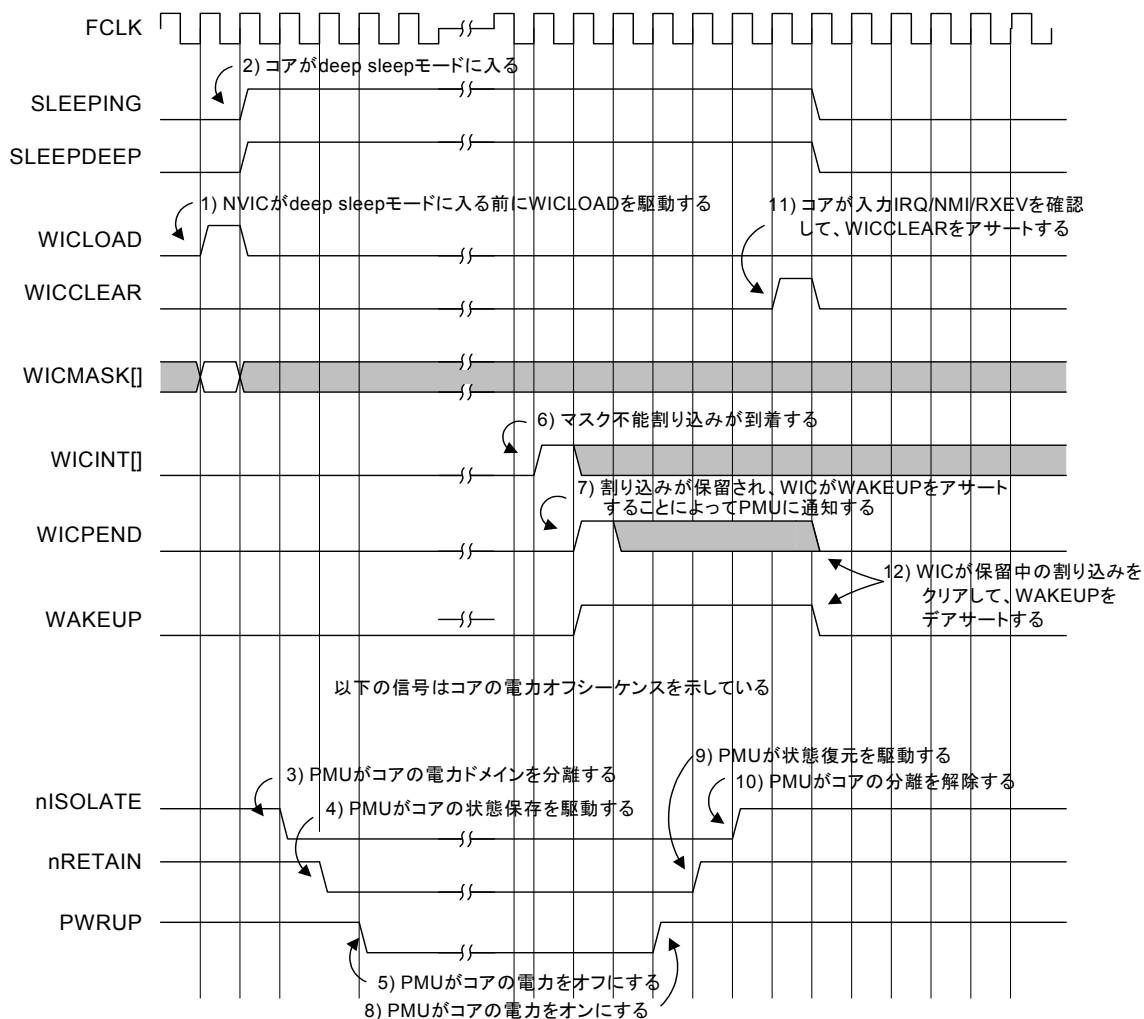 FCLK
2) コアがdeep sleepモードに入る
SLEEPING
SLEEPDEEP
1) NVICがdeep sleepモードに入る前にWICLOADを駆動する
11) コアが入力IRQ/NMI/RXEVを確認
して、WICCLEARをアサートする
WICLOAD
WICCLEAR
WICMASK[]
6) マスク不能割り込みが到着する
WICINT[]
7) 割り込みが保留され、WICがWAKEUPをアサート
することによってPMUに通知する
WICPEND
12) WICが保留中の割り込みを
クリアして、WAKEUPを
デアサートする
WAKEUP
以下の信号はコアの電力オフシーケンスを示している
9) PMUが状態復元を駆動する
3) PMUがコアの電力ドメインを分離する
10) PMUがコアの分離を解除する
nISOLATE
4) PMUがコアの状態保存を駆動する
nRETAIN
PWRUP
5) PMUがコアの電力をオフにする
8) PMUがコアの電力をオンにする